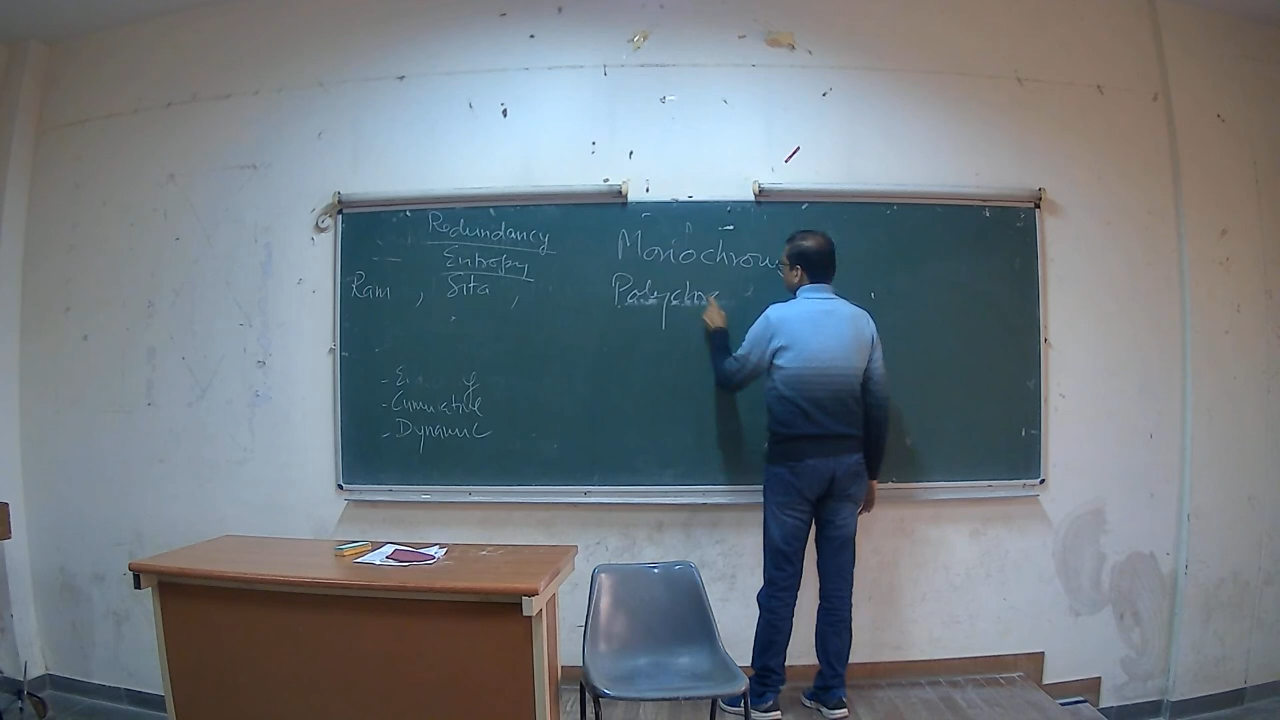 Redundancy
Entropy
Ram , Sita ,
- Cumulative
- Dynamic
Monochrom
Polychro